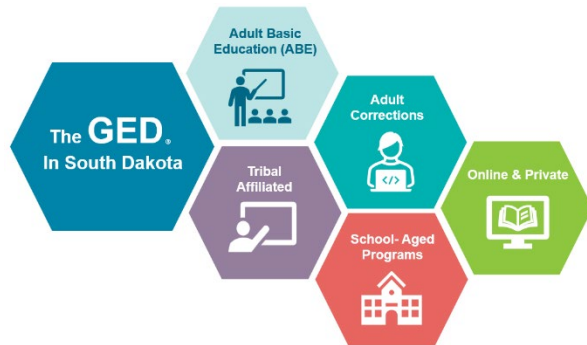 The GED®
In South Dakota
Adult Basic
Education (ABE)
Tribal
Affiliated
Adult
Corrections
</>
School- Aged
Programs
Online & Private